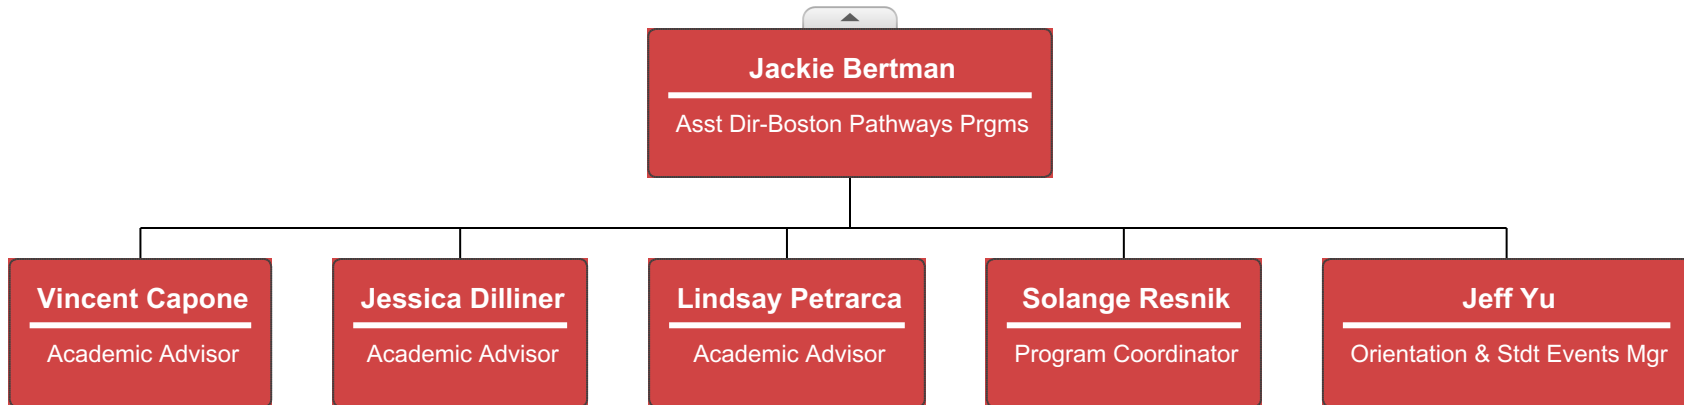 Jackie Bertman
Asst Dir-Boston Pathways Prgms
Vincent Capone
Academic Advisor
Jessica Dilliner
Academic Advisor
Lindsay Petrarca
Academic Advisor
Solange Resnik
Program Coordinator
Jeff Yu
Orientation & Stdt Events Mgr